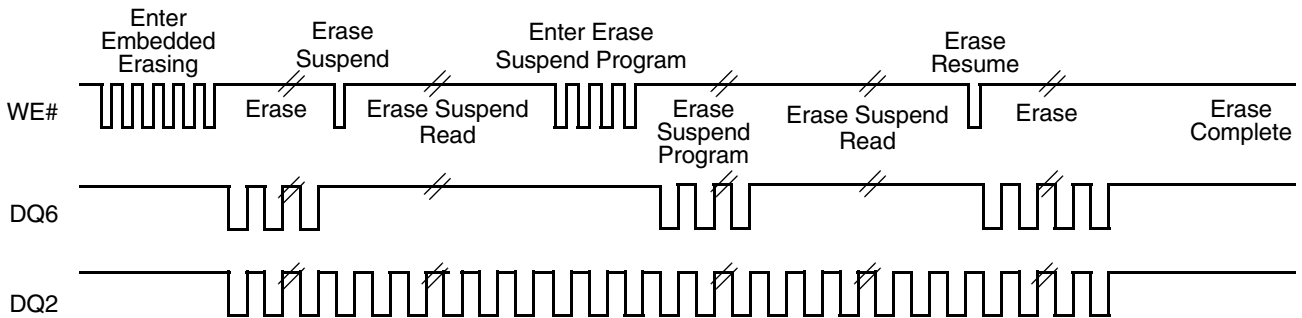 Enter
Embedded
Erasing
Erase
Suspend
Enter Erase
Suspend Program
Erase
Resume
WE#
Erase
Erase Suspend
Read
Erase
Suspend
Program
Erase Suspend
Read
Erase
Erase
Complete
DQ6
DQ2